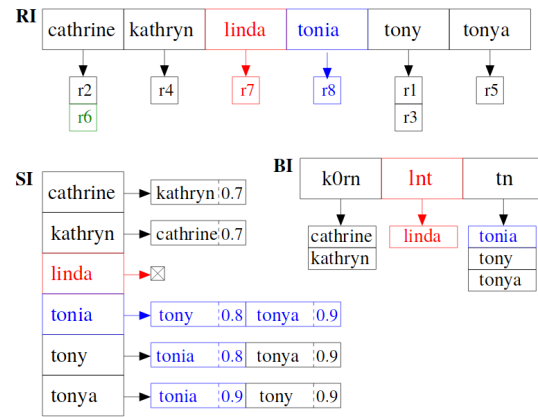 RI cathrine kathryn linda tonia tony tonya
r2 r4 r7 r8 r1 r5
r6 r3
SI
cathrine kathryn 0.7
kathryn cathrine 0.7
linda
tonia tony 0.8 tonya 0.9
tony tonia 0.8 tonya 0.9
tonya tonia 0.9 tony 0.9
BI k0rn lnt tn
cathrine linda tonia
kathryn tony
tonya